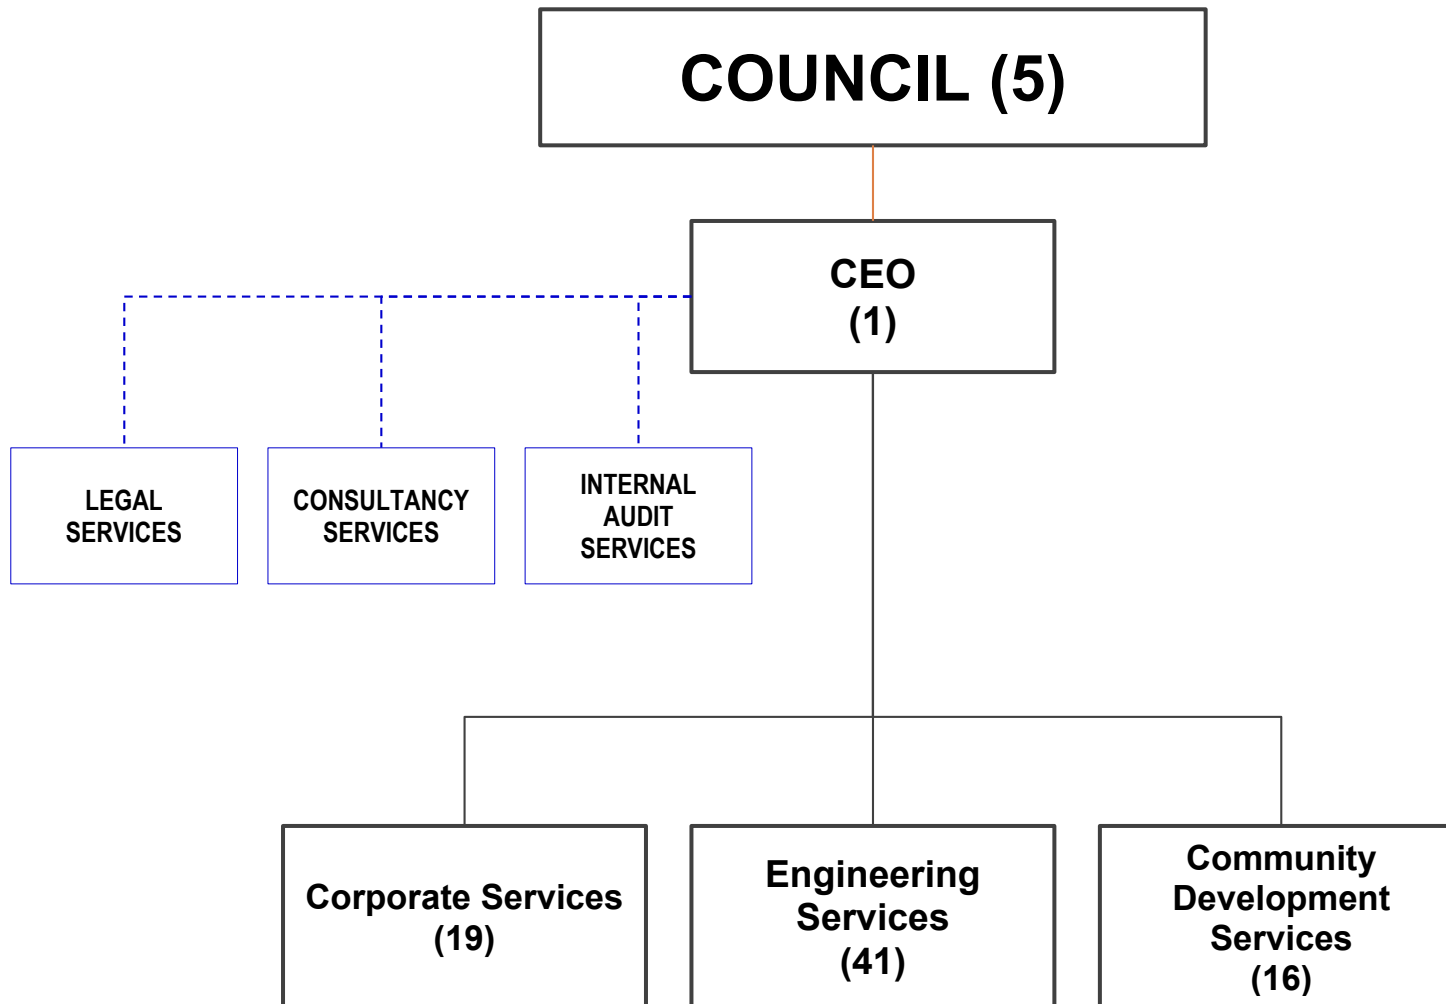 COUNCIL (5)
CEO
(1)
LEGAL
SERVICES
CONSULTANCY
SERVICES
INTERNAL
AUDIT
SERVICES
Corporate Services
(19)
Engineering
Services
(41)
Community
Development
Services
(16)